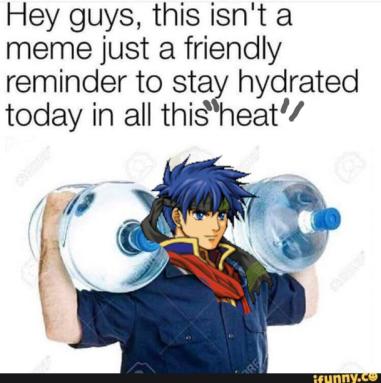 Hey guys, this isn't a
meme just a friendly
reminder to stay hydrated
today in all this "heat"
ifunny.co